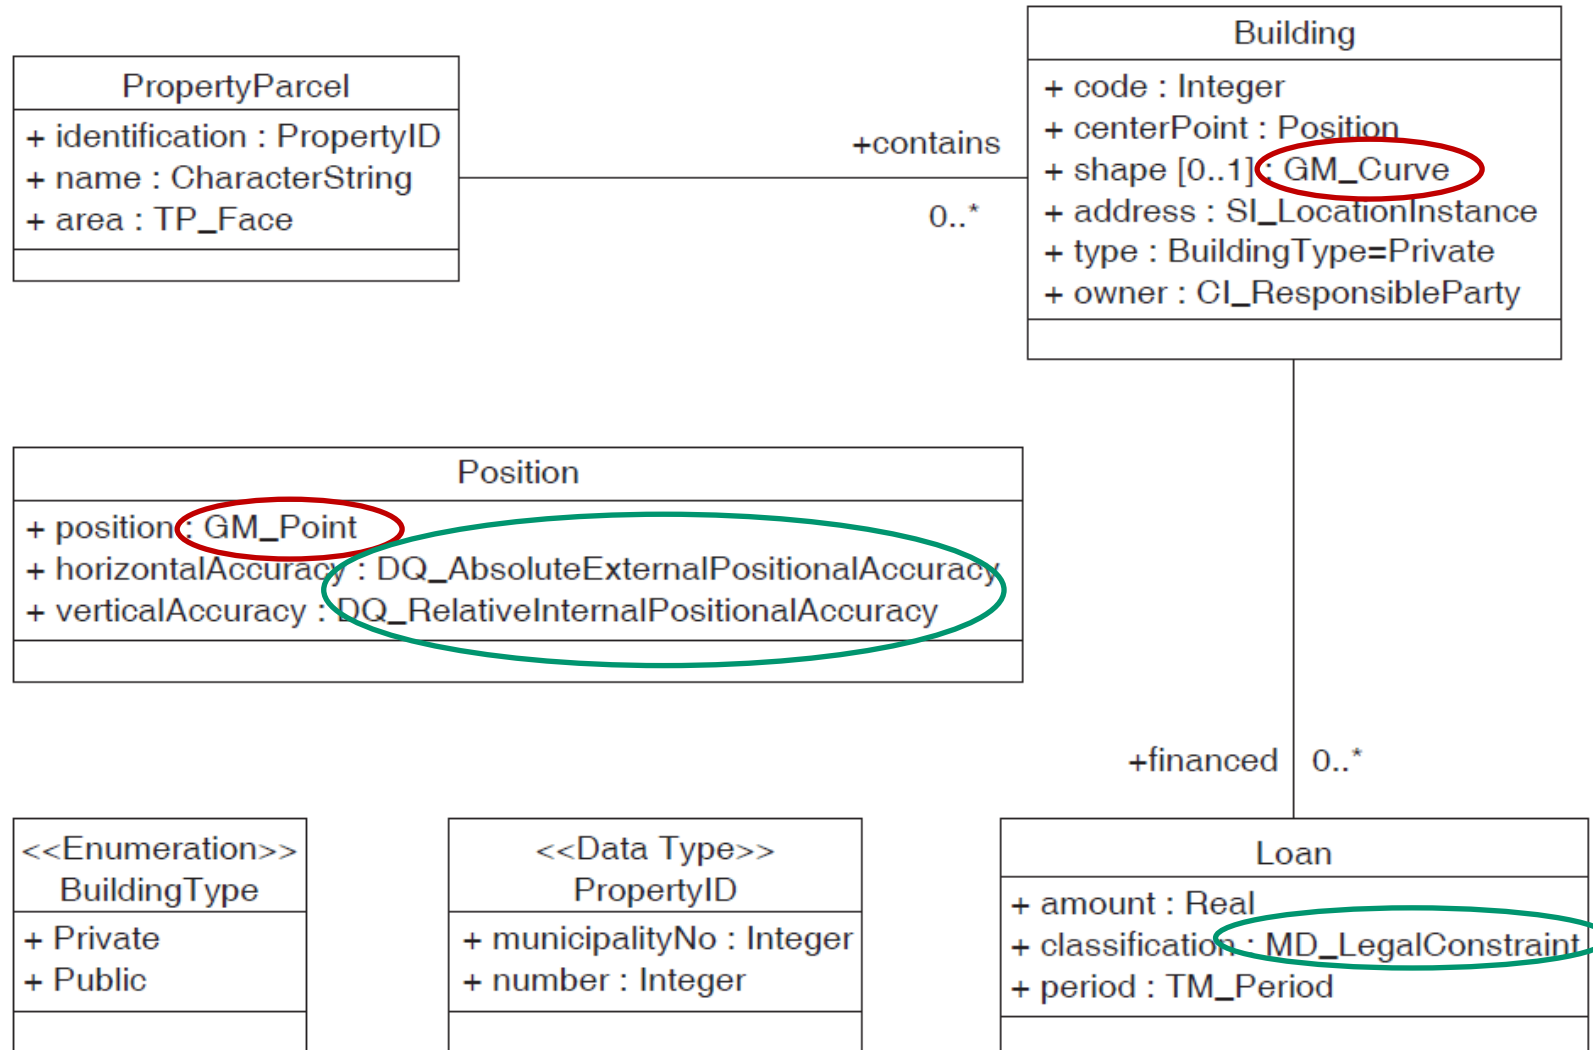 PropertyParcel
+ identification : PropertyID
+ name : CharacterString
+ area : TP_Face
+contains
0..*
Building
+ code : Integer
+ centerPoint : Position
+ shape [0..1] : GM_Curve
+ address : SI_LocationInstance
+ type : BuildingType=Private
+ owner : CI_ResponsibleParty
Position
+ position : GM_Point
+ horizontalAccuracy : DQ_AbsoluteExternalPositionalAccuracy
+ verticalAccuracy : DQ_RelativeInternalPositionalAccuracy
+financed 0..*
<<Enumeration>>
BuildingType
+ Private
+ Public
<<Data Type>>
PropertyID
+ municipalityNo : Integer
+ number : Integer
Loan
+ amount : Real
+ classification : MD_LegalConstraint
+ period : TM_Period